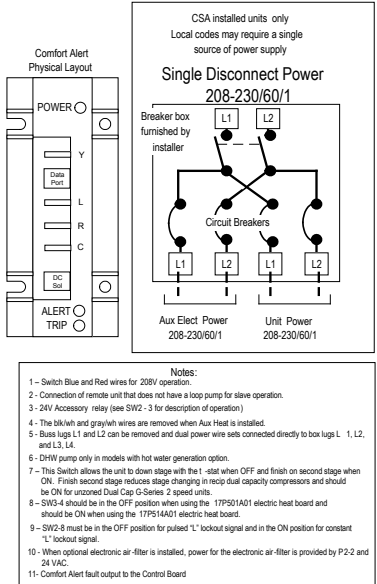 Comfort Alert
Physical Layout
POWER
Y
Data
Port
L
R
C
DC
Sol
ALERT
TRIP
CSA installed units only
Local codes may require a single
source of power supply
Single Disconnect Power
208-230/60/1
Breaker box
furnished by
installer
L1
L2
Circuit Breakers
L1
L2
L1
L2
Aux Elect Power
208-230/60/1
Unit Power
208-230/60/1
Notes:
1 – Switch Blue and Red wires for 208V operation.
2 - Connection of remote unit that does not have a loop pump for slave operation.
3 - 24V Accessory relay (see SW2 - 3 for description of operation)
4 - The blk/wh and gray/wh wires are removed when Aux Heat is installed.
5 - Buss lugs L1 and L2 can be removed and dual power wire sets connected directly to box lugs L 1, L2,
and L3, L4.
6 - DHW pump only in models with hot water generation option.
7 – This Switch allows the unit to down stage with the t -stat when OFF and finish on second stage when
ON. Finish second stage reduces stage changing in recip dual capacity compressors and should
be ON for unzoned Dual Cap G-Series 2 speed units.
8 – SW3-4 should be in the OFF position for when using the 17P501A01 electric heat board and
should be ON when using the 17P514A01 electric heat board.
9 – SW2-8 must be in the OFF position for pulsed "L" lockout signal and in the ON position for constant
"L" lockout signal.
10 - When optional electronic air -filter is installed, power for the electronic air-filter is provided by P2-2 and
24 VAC.
11- Comfort Alert fault output to the Control Board